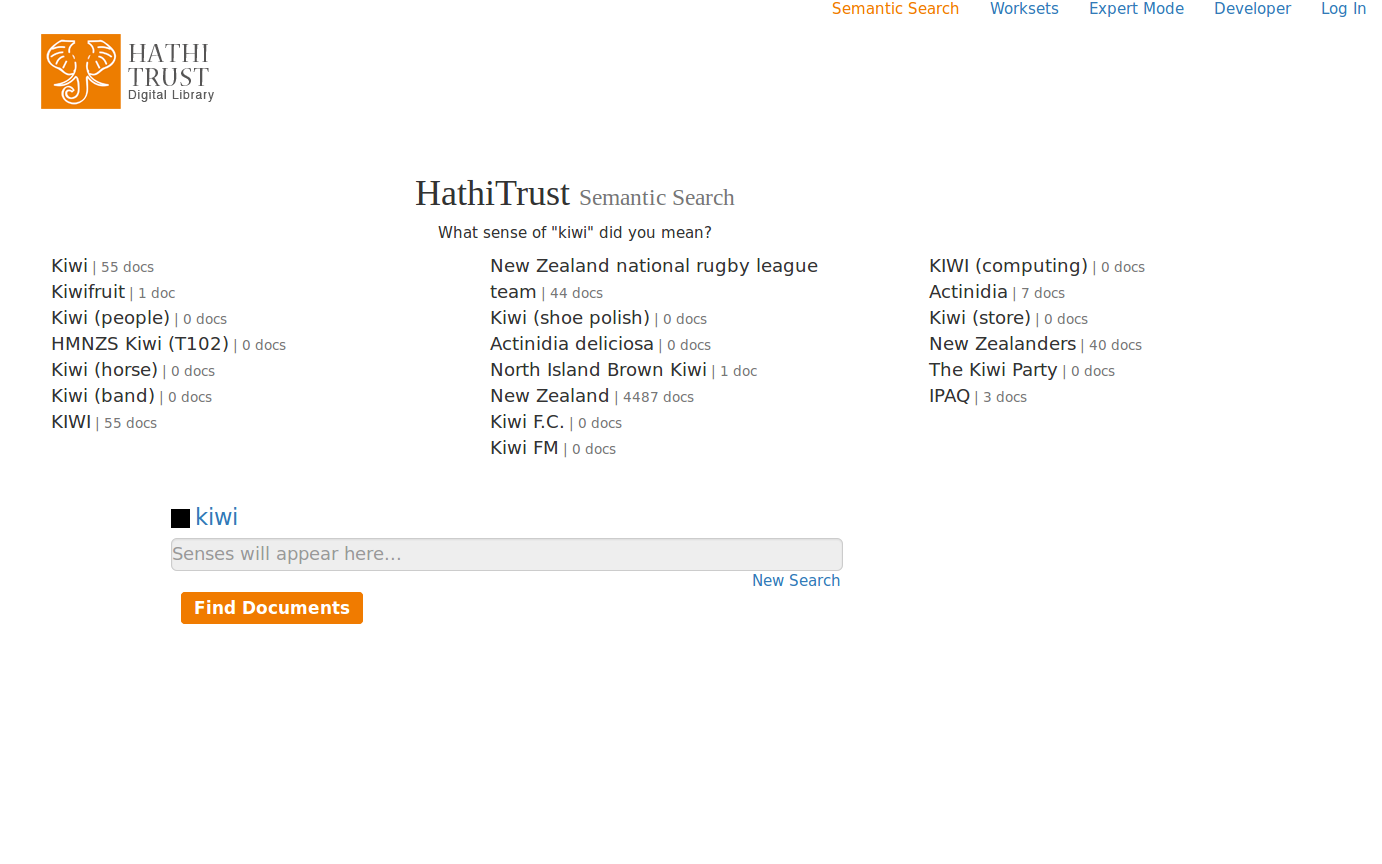 Semantic Search Worksets Expert Mode Developer Log In
HATHI
TRUST
Digital Library
HathiTrust Semantic Search
What sense of "kiwi" did you mean?
Kiwi | 55 docs
Kiwifruit | 1 doc
Kiwi (people) | 0 docs
HMNZS Kiwi (T102) | 0 docs
Kiwi (horse) | 0 docs
Kiwi (band) | 0 docs
KIWI | 55 docs
New Zealand national rugby league
team | 44 docs
Kiwi (shoe polish) | 0 docs
Actinidia deliciosa | 0 docs
North Island Brown Kiwi | 1 doc
New Zealand | 4487 docs
Kiwi F.C. | 0 docs
Kiwi FM | 0 docs
KIWI (computing) | 0 docs
Actinidia | 7 docs
Kiwi (store) | 0 docs
New Zealanders | 40 docs
The Kiwi Party | 0 docs
IPAQ | 3 docs
kiwi
Senses will appear here...
New Search
Find Documents